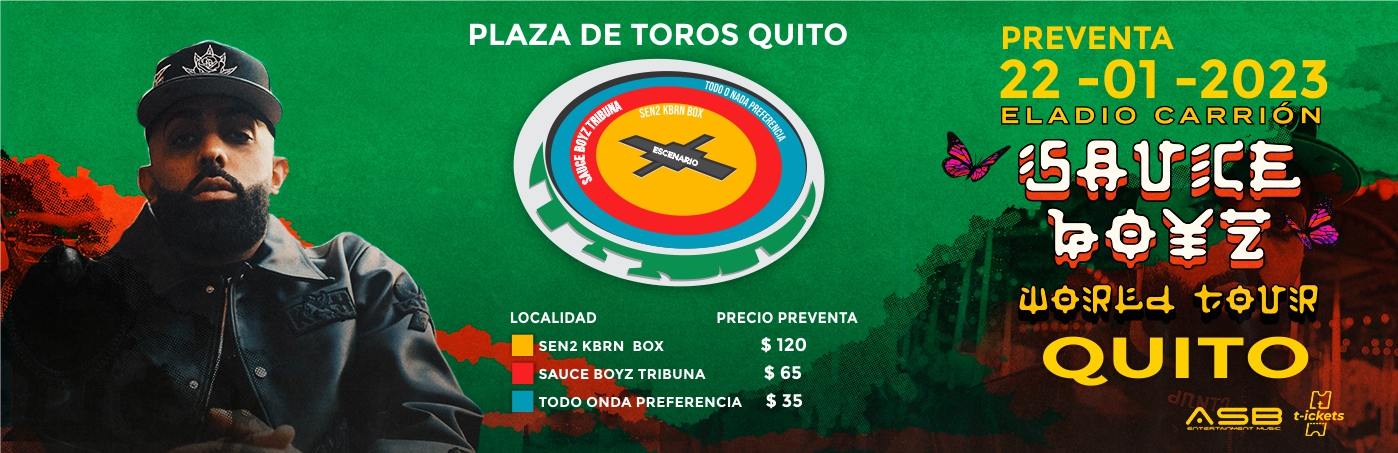 PLAZA DE TOROS QUITO
TODO O NADA PREFERENCIA
SAUCE BOYZ TRIBUNA
SEN2 KBRN BOX
ESCENARIO
LOCALIDAD PRECIO PREVENTA
SEN2 KBRN BOX $ 120
SAUCE BOYZ TRIBUNA $ 65
TODO ONDA PREFERENCIA $ 35
PREVENTA
22 -01 -2023
ELADIO CARRIÓN
SAUCE
BOYZ
WORLD TOUR
QUITO
ASB
ENTERTAINMENT MUSIC
t-ickets